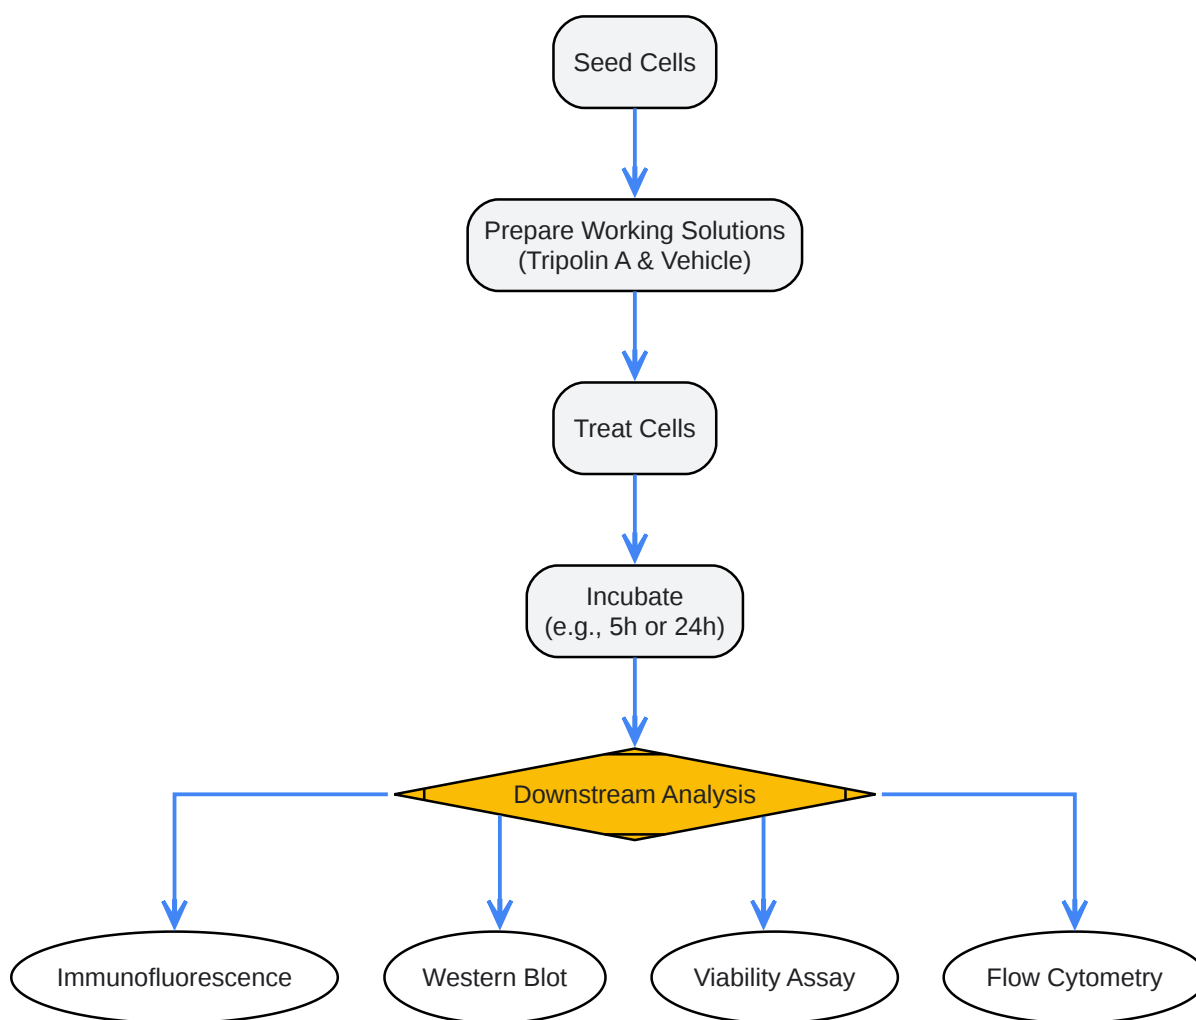 Seed Cells
Prepare Working Solutions
(Tripolin A & Vehicle)
Treat Cells
Incubate
(e.g., 5h or 24h)
Downstream Analysis
Immunofluorescence
Western Blot
Viability Assay
Flow Cytometry